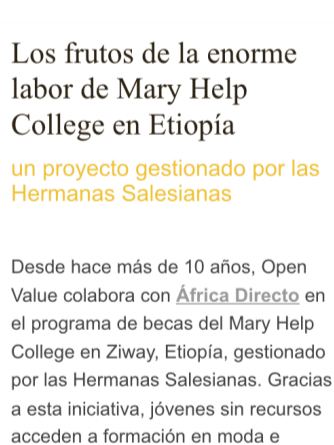 Los frutos de la enorme
labor de Mary Help
College en Etiopía
un proyecto gestionado por las
Hermanas Salesianas
Desde hace más de 10 años, Open
Value colabora con África Directo en
el programa de becas del Mary Help
College en Ziway, Etiopía, gestionado
por las Hermanas Salesianas. Gracias
a esta iniciativa, jóvenes sin recursos
acceden a formación en moda e